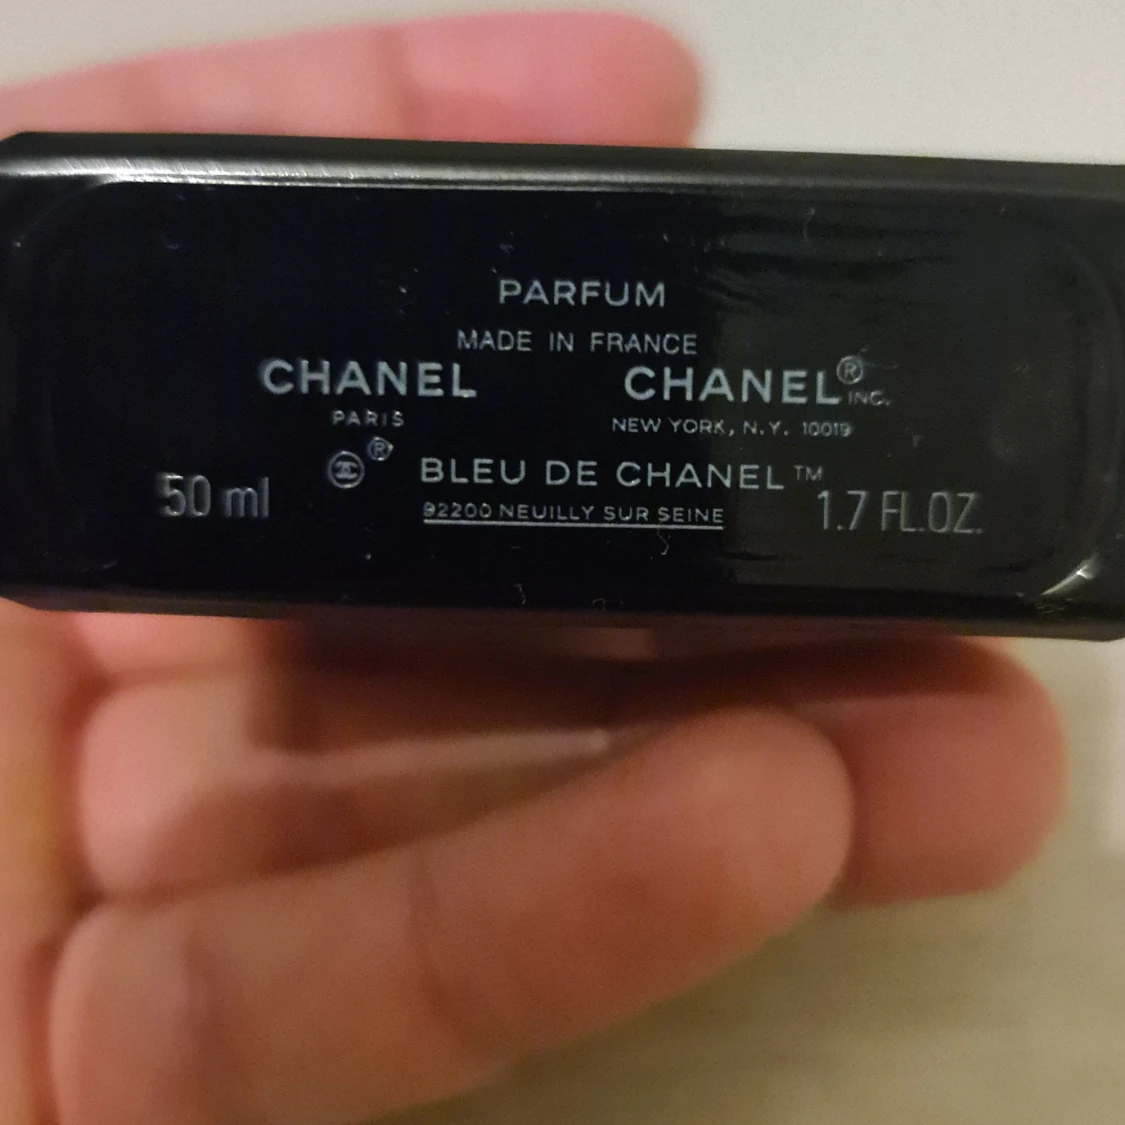 PARFUM
MADE IN FRANCE
CHANEL CHANEL® INC.
PARIS NEW YORK, N.Y. 10019
® BLEU DE CHANEL™
50 ml 92200 NEUILLY SUR SEINE 1.7 FL.OZ.